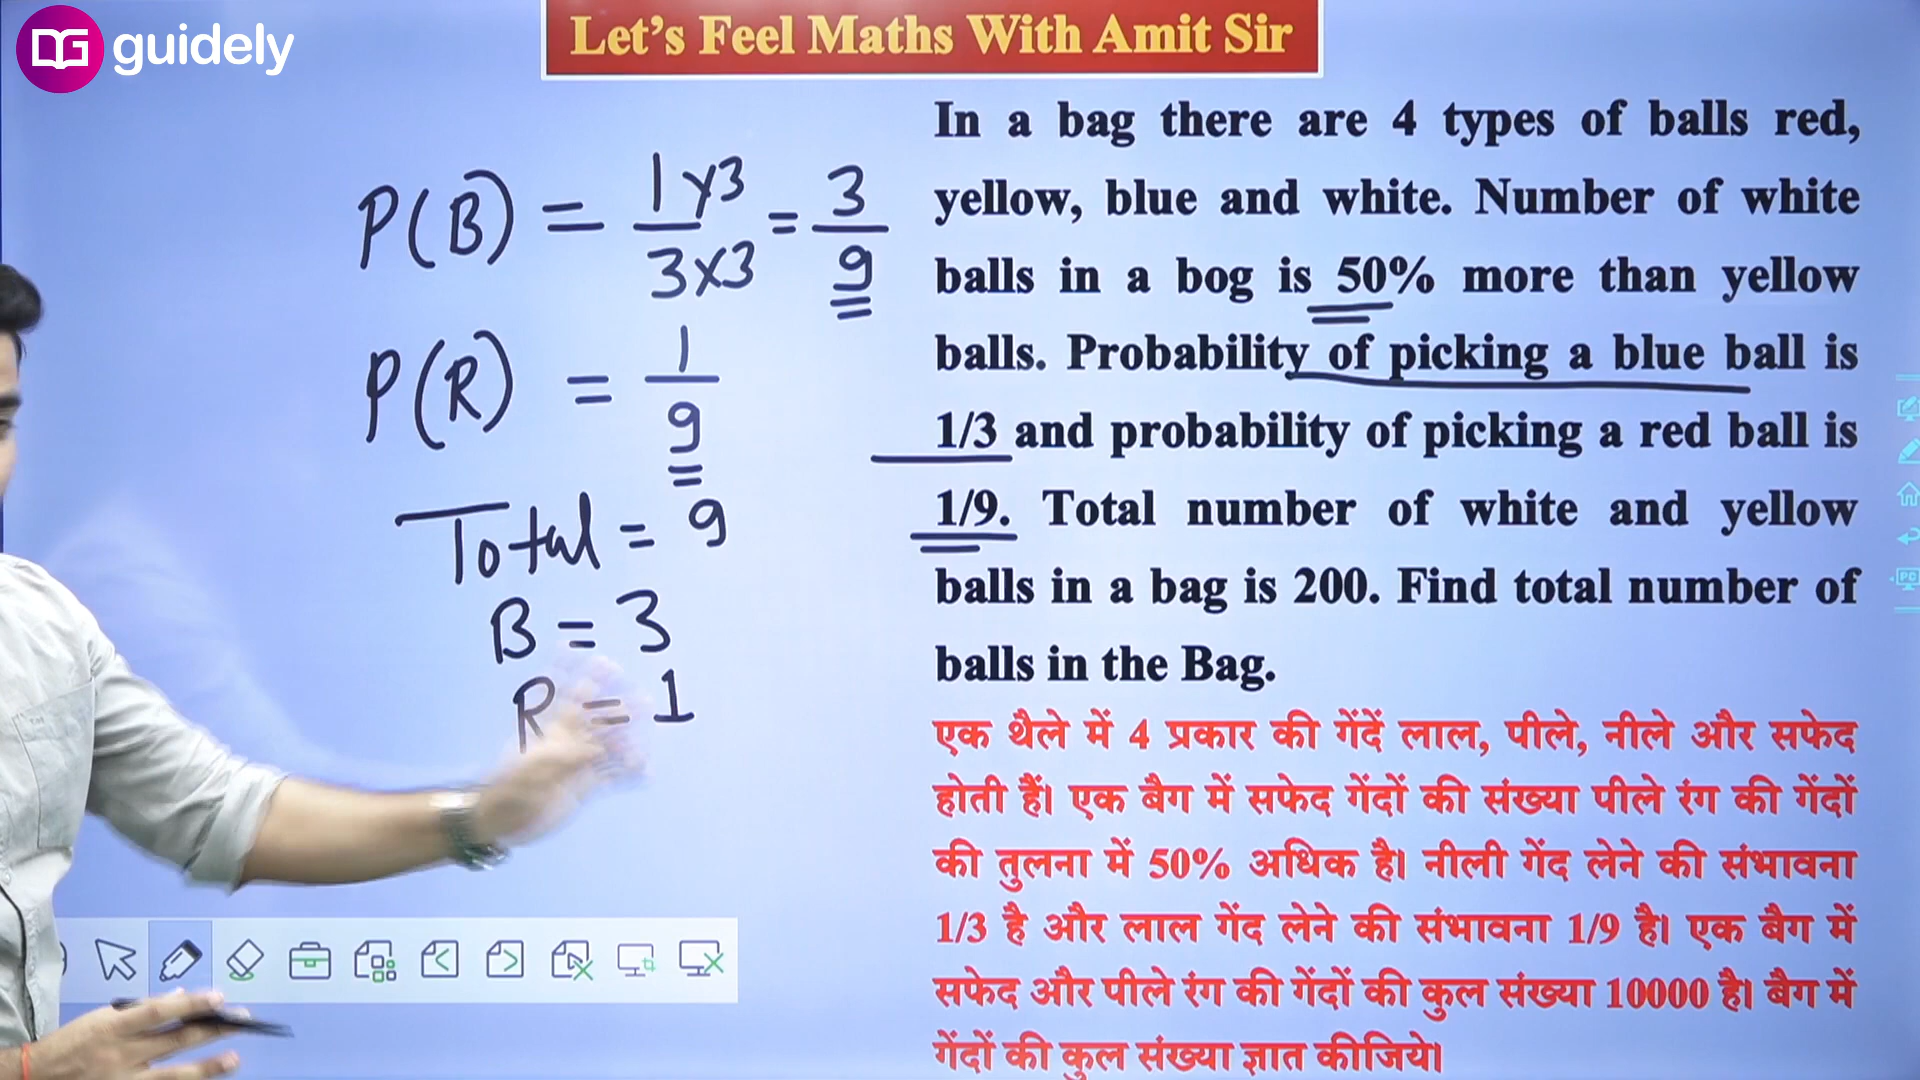 guidely
Let's Feel Maths With Amit Sir
P(B) = 1x3/3x3 = 3/9
P(R) = 1/9
Total = 9
B = 3
R = 1
In a bag there are 4 types of balls red,
yellow, blue and white. Number of white
balls in a bog is 50% more than yellow
balls. Probability of picking a blue ball is
1/3 and probability of picking a red ball is
1/9. Total number of white and yellow
balls in a bag is 200. Find total number of
balls in the Bag.
एक थैले में 4 प्रकार की गेंदें लाल, पीले, नीले और सफेद
होती हैं। एक बैग में सफेद गेंदों की संख्या पीले रंग की गेंदों
की तुलना में 50% अधिक है। नीली गेंद लेने की संभावना
1/3 है और लाल गेंद लेने की संभावना 1/9 है। एक बैग में
सफेद और पीले रंग की गेंदों की कुल संख्या 10000 है। बैग में
गेंदों की कुल संख्या ज्ञात कीजिये।